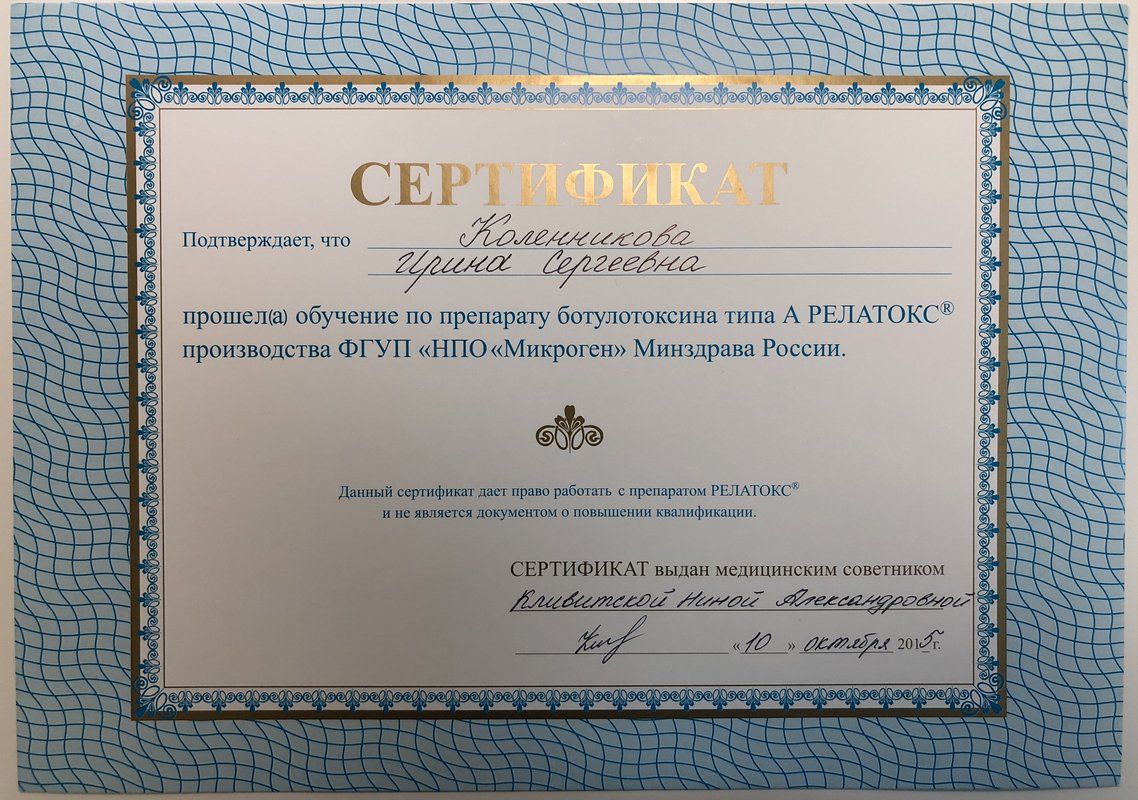 СЕРТИФИКАТ
Подтверждает, что Коленникова
Ирина Сергеевна
прошел(а) обучение по препарату ботулотоксина типа А РЕЛАТОКС®
производства ФГУП «НПО «Микроген» Минздрава России.
Данный сертификат дает право работать с препаратом РЕЛАТОКС®
и не является документом о повышении квалификации.
СЕРТИФИКАТ выдан медицинским советником
Кливитской Ниной Александровной
«10» октября 2015 г.